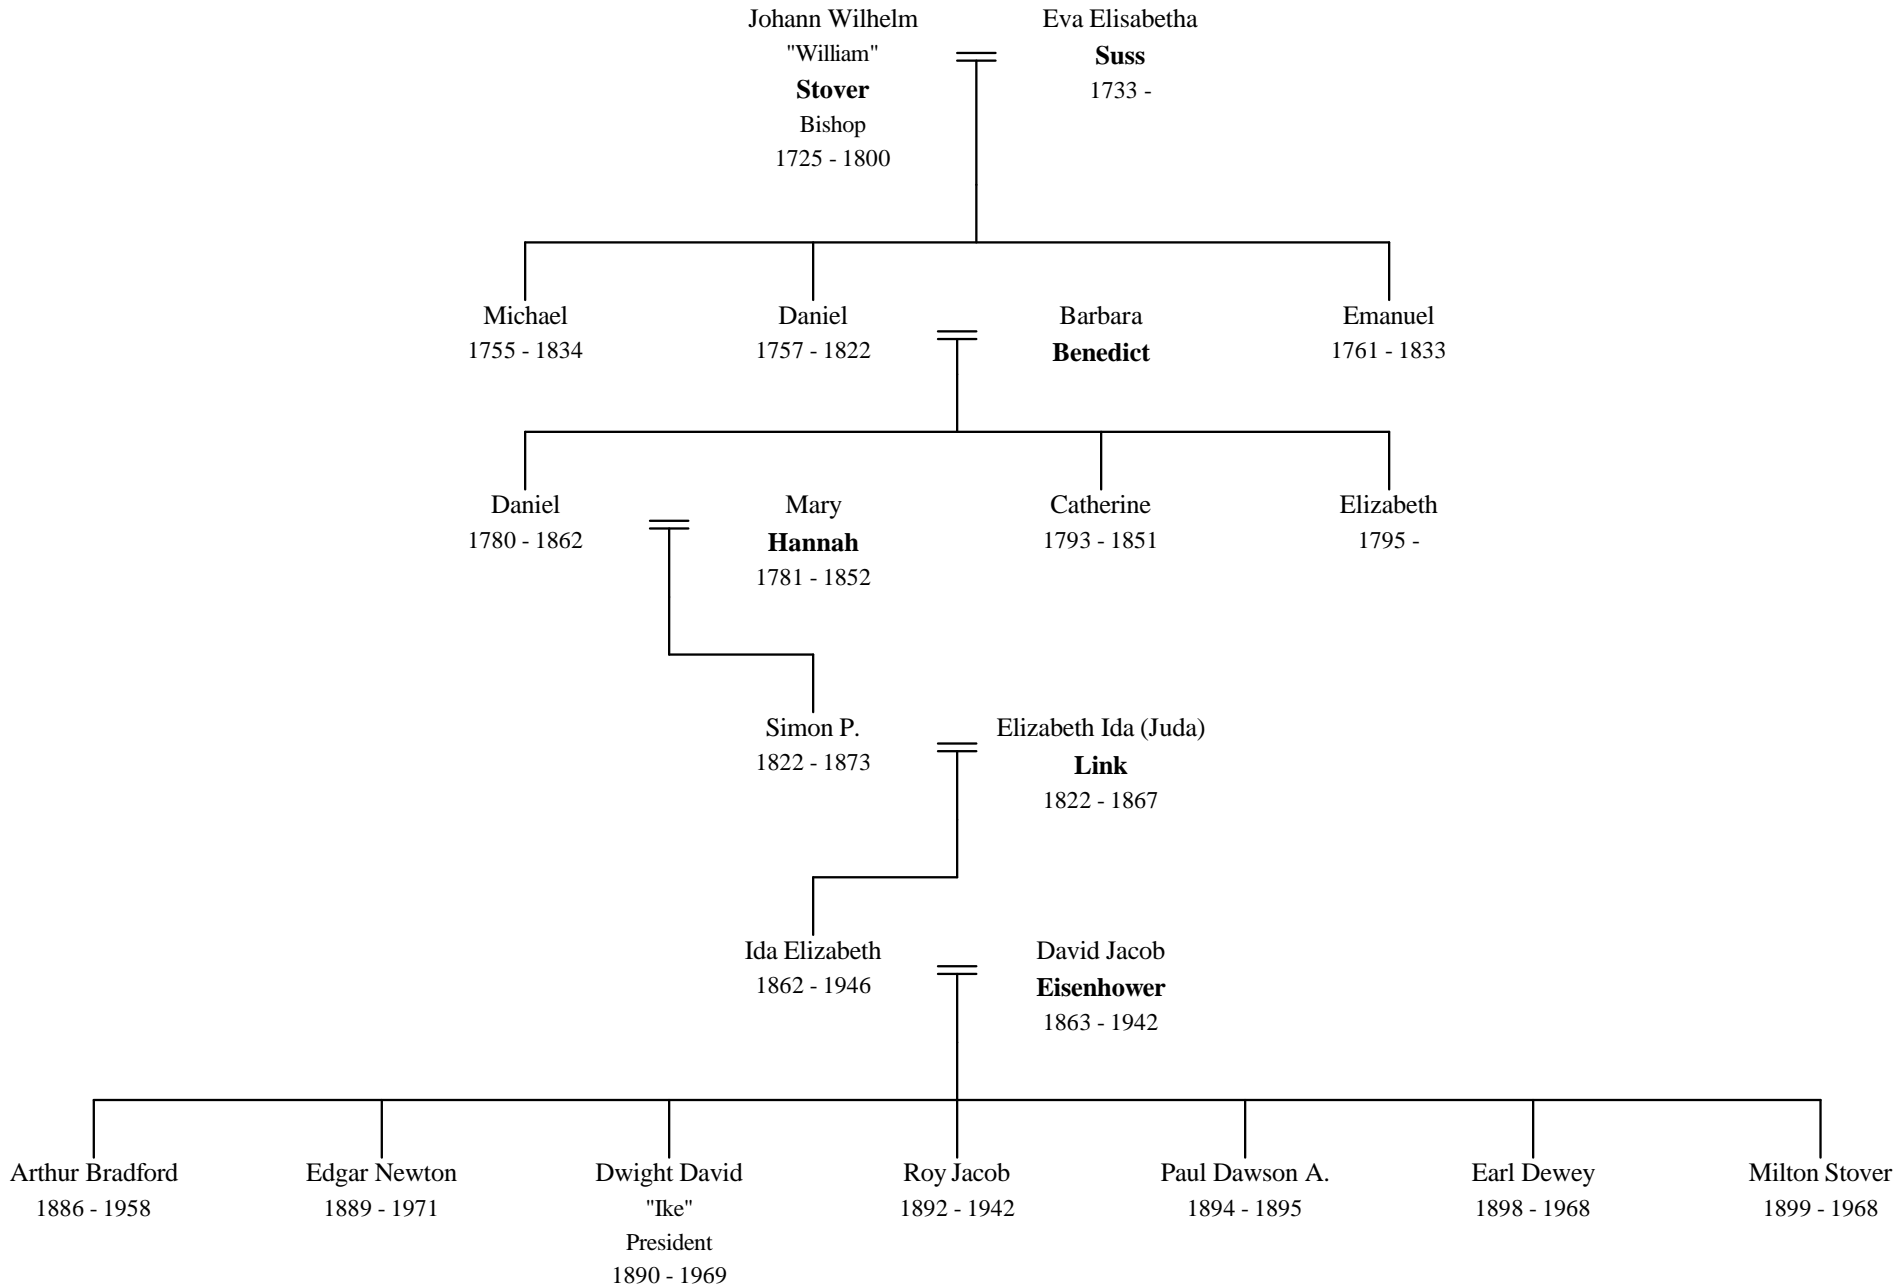 Johann Wilhelm
"William"
Stover
Bishop
1725 - 1800
Eva Elisabetha
Suss
1733 -
Michael
1755 - 1834
Daniel
1757 - 1822
Barbara
Benedict
Emanuel
1761 - 1833
Daniel
1780 - 1862
Mary
Hannah
1781 - 1852
Catherine
1793 - 1851
Elizabeth
1795 -
Simon P.
1822 - 1873
Elizabeth Ida (Juda)
Link
1822 - 1867
Ida Elizabeth
1862 - 1946
David Jacob
Eisenhower
1863 - 1942
Arthur Bradford
1886 - 1958
Edgar Newton
1889 - 1971
Dwight David
"Ike"
President
1890 - 1969
Roy Jacob
1892 - 1942
Paul Dawson A.
1894 - 1895
Earl Dewey
1898 - 1968
Milton Stover
1899 - 1968